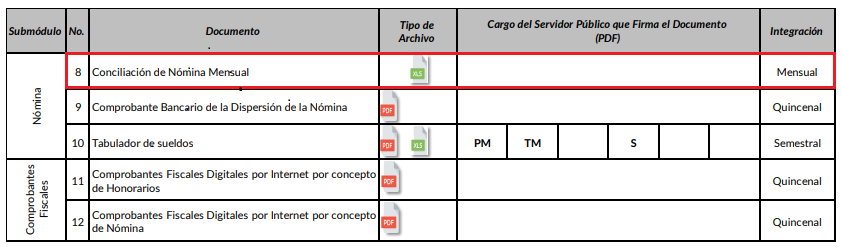 Submódulo No. Documento Tipo de Archivo Cargo del Servidor Público que Firma el Documento (PDF) Integración
Nómina
8 Conciliación de Nómina Mensual XLS Mensual
9 Comprobante Bancario de la Dispersión de la Nómina PDF Quincenal
10 Tabulador de sueldos PDF XLS PM TM S Semestral
Comprobantes Fiscales
11 Comprobantes Fiscales Digitales por Internet por concepto de Honorarios PDF Quincenal
12 Comprobantes Fiscales Digitales por Internet por concepto de Nómina PDF Quincenal